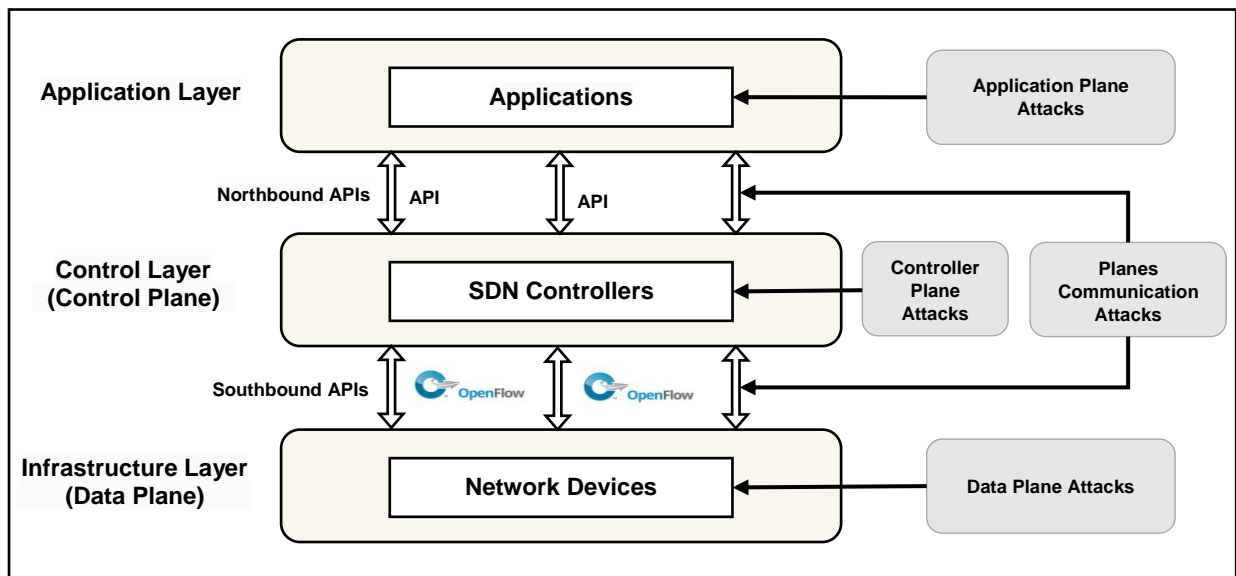 Application Layer
Applications
Application Plane
Attacks
Northbound APIs
API
API
Control Layer
(Control Plane)
SDN Controllers
Controller
Plane
Attacks
Planes
Communication
Attacks
Southbound APIs
OpenFlow
OpenFlow
Infrastructure Layer
(Data Plane)
Network Devices
Data Plane Attacks